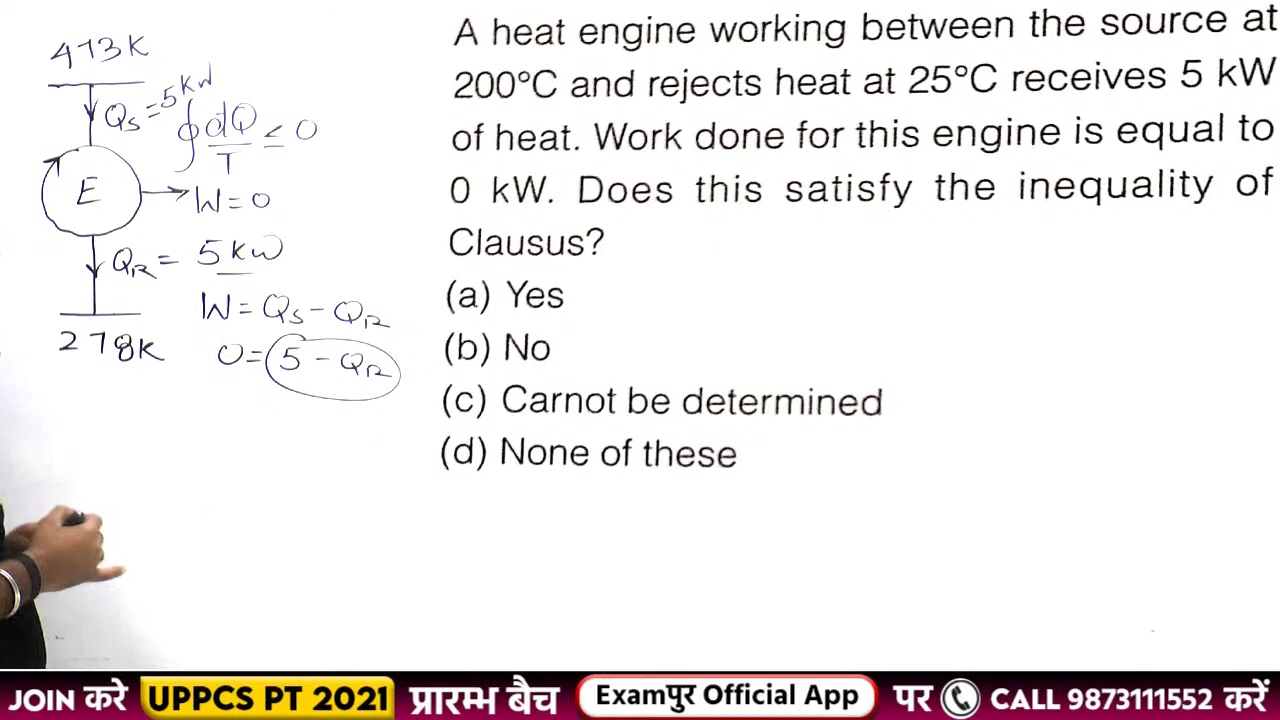 473K
Qs = 5kW
∮ dQ/T ≤ 0
E
W = 0
QR = 5kW
W = Qs - QR
0 = 5 - QR
278K
A heat engine working between the source at
200°C and rejects heat at 25°C receives 5 kW
of heat. Work done for this engine is equal to
0 kW. Does this satisfy the inequality of
Clausus?
(a) Yes
(b) No
(c) Carnot be determined
(d) None of these
JOIN करे UPPCS PT 2021 प्रारम्भ बैच Examपुर Official App पर CALL 9873111552 करें